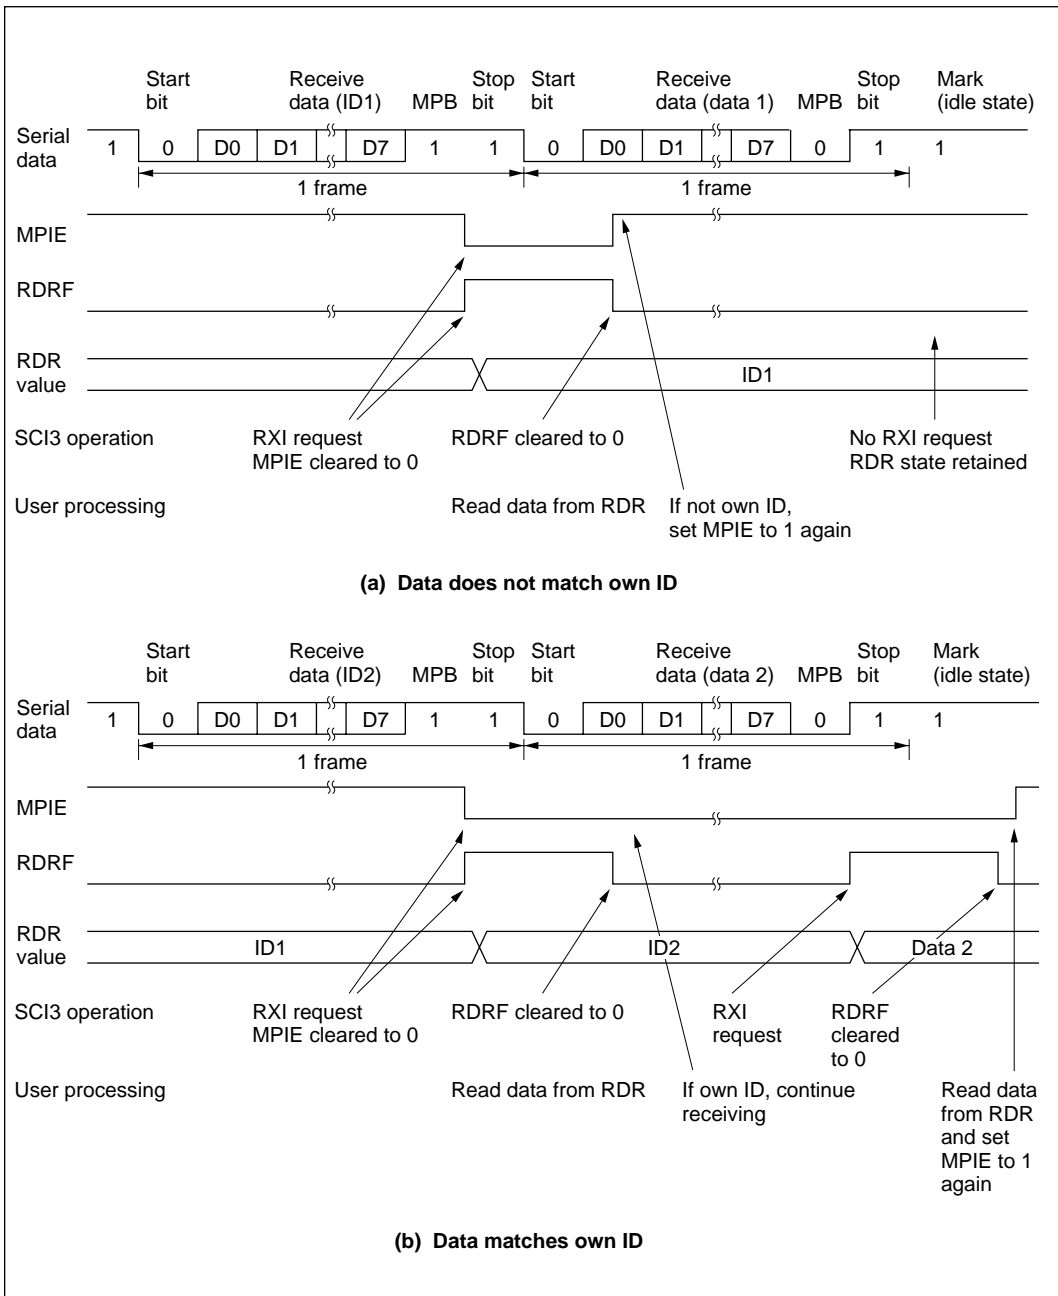 Start bit Receive data (ID1) MPB Stop bit Start bit Receive data (data 1) MPB Stop bit Mark (idle state)
Serial data 1 0 D0 D1 D7 1 1 0 D0 D1 D7 0 1 1
1 frame 1 frame
MPIE
RDRF
RDR value ID1
SCI3 operation RXI request MPIE cleared to 0 RDRF cleared to 0 No RXI request RDR state retained
User processing Read data from RDR If not own ID, set MPIE to 1 again
(a) Data does not match own ID
Start bit Receive data (ID2) MPB Stop bit Start bit Receive data (data 2) MPB Stop bit Mark (idle state)
Serial data 1 0 D0 D1 D7 1 1 0 D0 D1 D7 0 1 1
1 frame 1 frame
MPIE
RDRF
RDR value ID1 ID2 Data 2
SCI3 operation RXI request MPIE cleared to 0 RDRF cleared to 0 RXI request RDRF cleared to 0
User processing Read data from RDR If own ID, continue receiving Read data from RDR and set MPIE to 1 again
(b) Data matches own ID